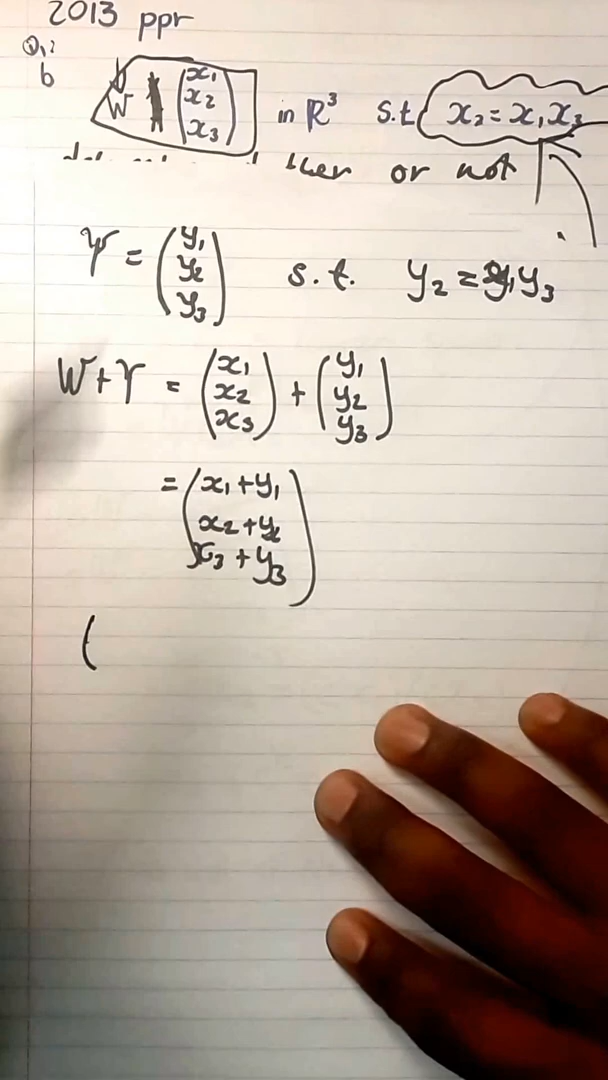 2013 ppr
Q.2
b W (x₁ x₂ x₃) in ℝ³ s.t x₂ = x₁x₃
or not
Y = (y₁ y₂ y₃) s.t. y₂ = y₁y₃
W+Y = (x₁ x₂ x₃) + (y₁ y₂ y₃)
= (x₁+y₁ x₂+y₂ x₃+y₃)
(